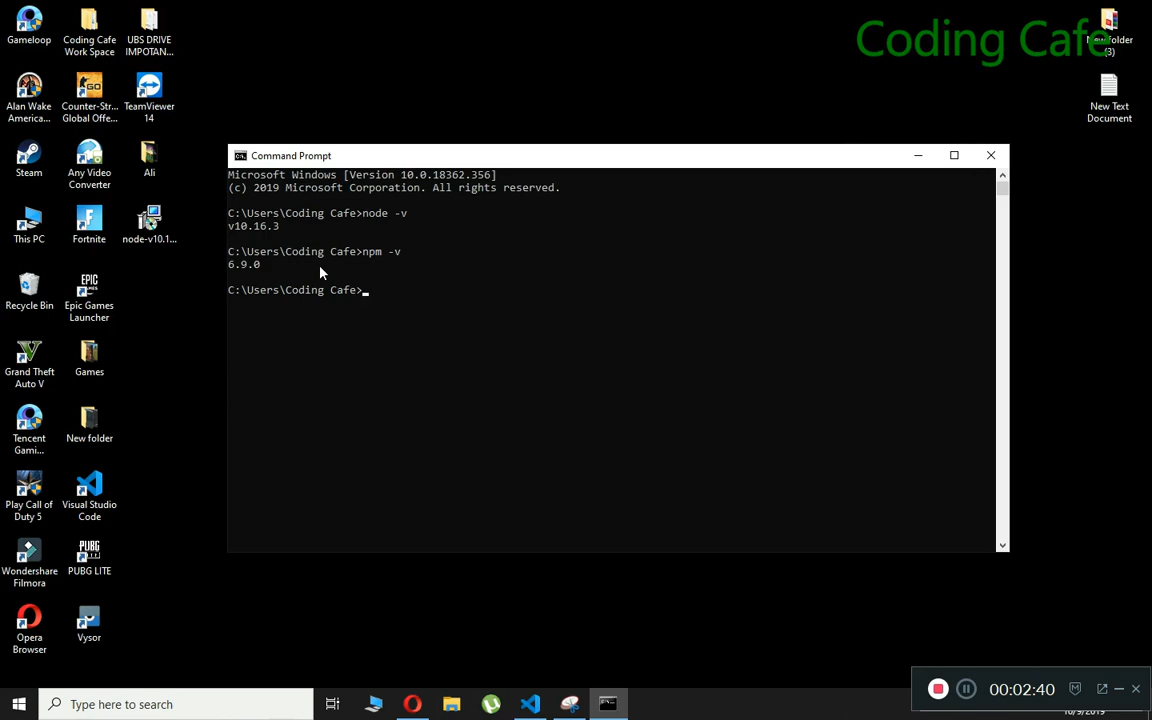 Coding Cafe
Gameloop
Coding Cafe
Work Space
UBS DRIVE
IMPOTAN...
(3)
Alan Wake
America...
Counter-Str...
Global Offe...
TeamViewer
14
New Text
Document
Steam
Any Video
Converter
Ali
This PC
Fortnite
node-v10.1...
Recycle Bin
Epic Games
Launcher
Grand Theft
Auto V
Games
Tencent
Gami...
New folder
Play Call of
Duty 5
Visual Studio
Code
Wondershare
Filmora
PUBG LITE
Opera
Browser
Vysor
Command Prompt
Microsoft Windows [Version 10.0.18362.356]
(c) 2019 Microsoft Corporation. All rights reserved.
C:\Users\Coding Cafe>node -v
v10.16.3
C:\Users\Coding Cafe>npm -v
6.9.0
C:\Users\Coding Cafe>
Type here to search
00:02:40